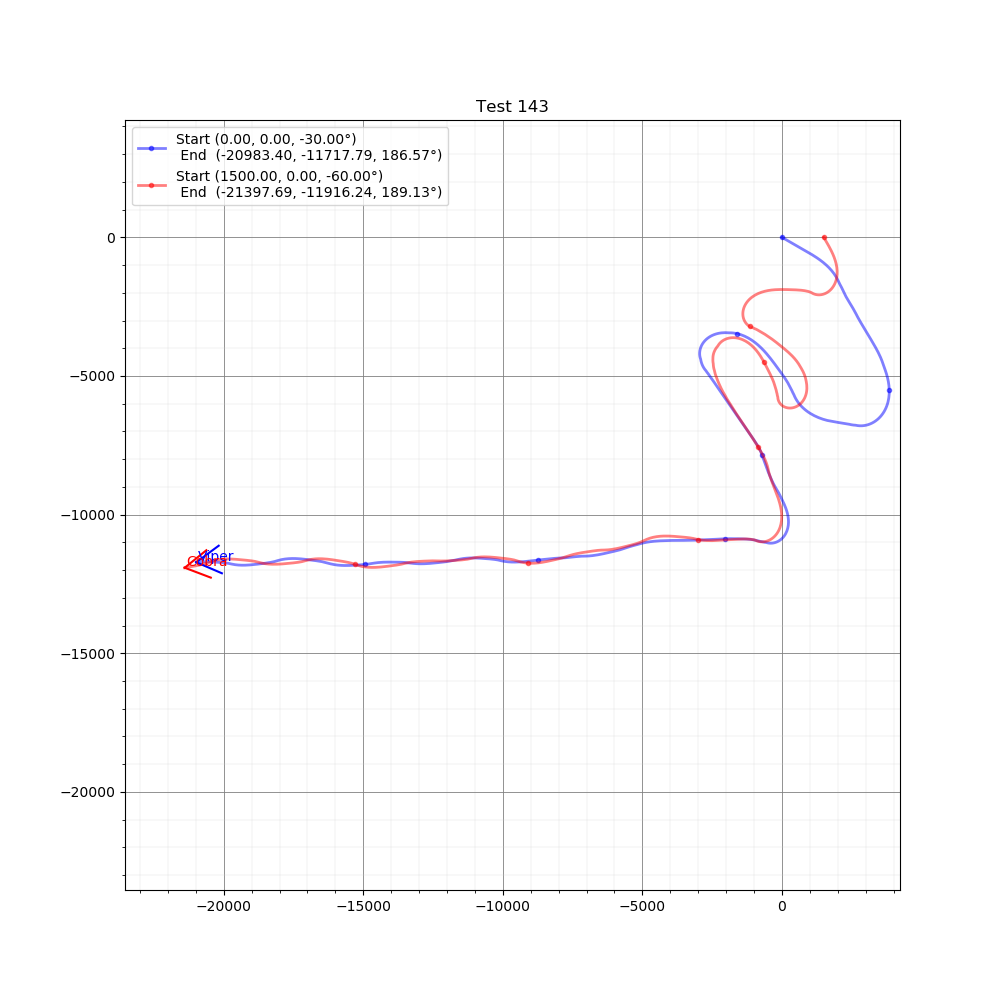 Test 143
Start (0.00, 0.00, -30.00°)
End (-20983.40, -11717.79, 186.57°)
Start (1500.00, 0.00, -60.00°)
End (-21397.69, -11916.24, 189.13°)
0
−5000
−10000
Viper
−15000
−20000
−20000 −15000 −10000 −5000 0